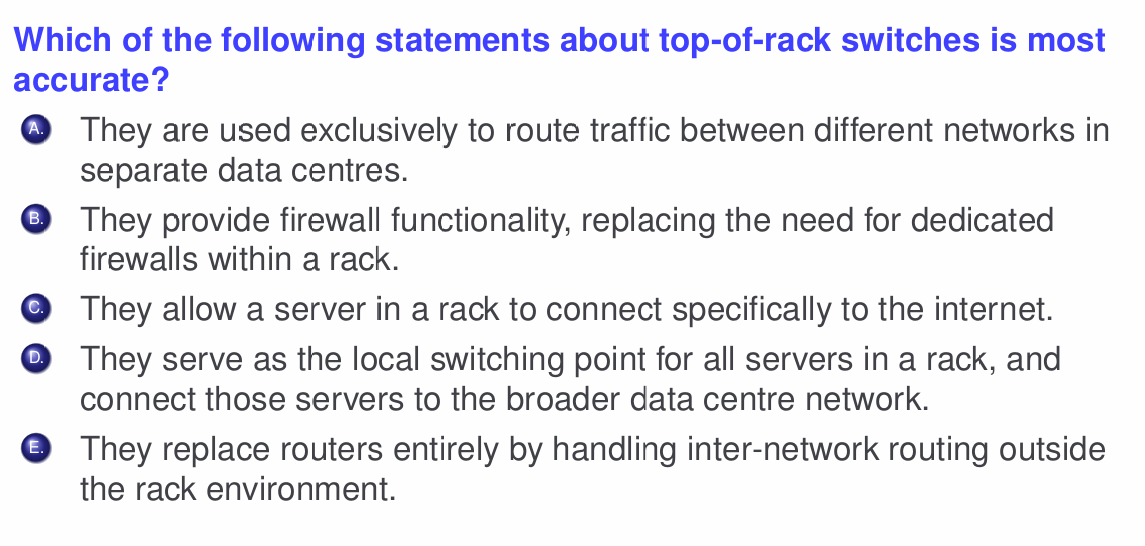 Which of the following statements about top-of-rack switches is most
accurate?
A. They are used exclusively to route traffic between different networks in
separate data centres.
B. They provide firewall functionality, replacing the need for dedicated
firewalls within a rack.
C. They allow a server in a rack to connect specifically to the internet.
D. They serve as the local switching point for all servers in a rack, and
connect those servers to the broader data centre network.
E. They replace routers entirely by handling inter-network routing outside
the rack environment.